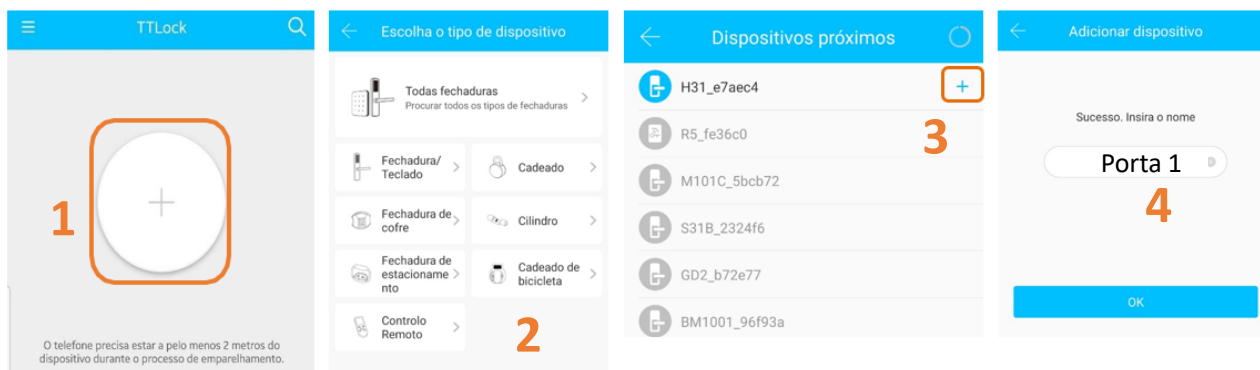 TTLock
1
O telefone precisa estar a pelo menos 2 metros do
dispositivo durante o processo de emparelhamento.
Escolha o tipo de dispositivo
Todas fechaduras
Procurar todos os tipos de fechaduras
Fechadura/
Teclado
Cadeado
Fechadura de
cofre
Cilindro
Fechadura de
estacioname
nto
Cadeado de
bicicleta
Controlo
Remoto
2
Dispositivos próximos
H31_e7aec4
3
R5_fe36c0
M101C_5bcb72
S31B_2324f6
GD2_b72e77
BM1001_96f93a
Adicionar dispositivo
Sucesso. Insira o nome
Porta 1
4
OK